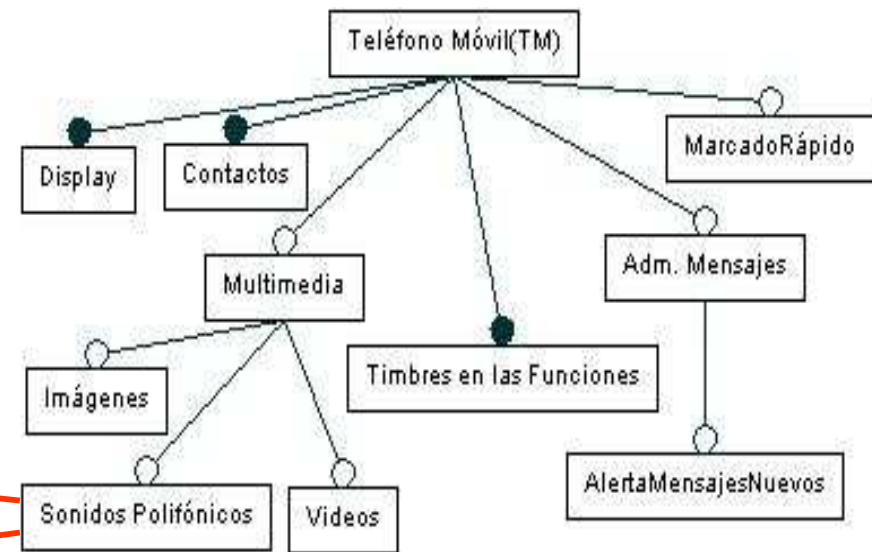 Teléfono Móvil(TM)
MarcadoRápido
Display
Contactos
Adm. Mensajes
Multimedia
Timbres en las Funciones
Imágenes
AlertaMensajesNuevos
Sonidos Polifónicos
Videos